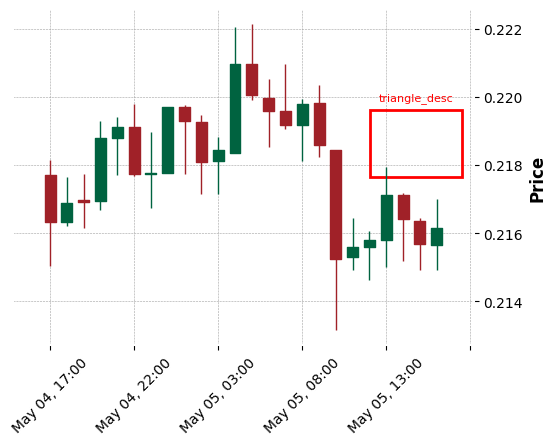 0.222
triangle_desc
0.220
0.218
0.216
0.214
Price
May 04, 17:00
May 04, 22:00
May 05, 03:00
May 05, 08:00
May 05, 13:00